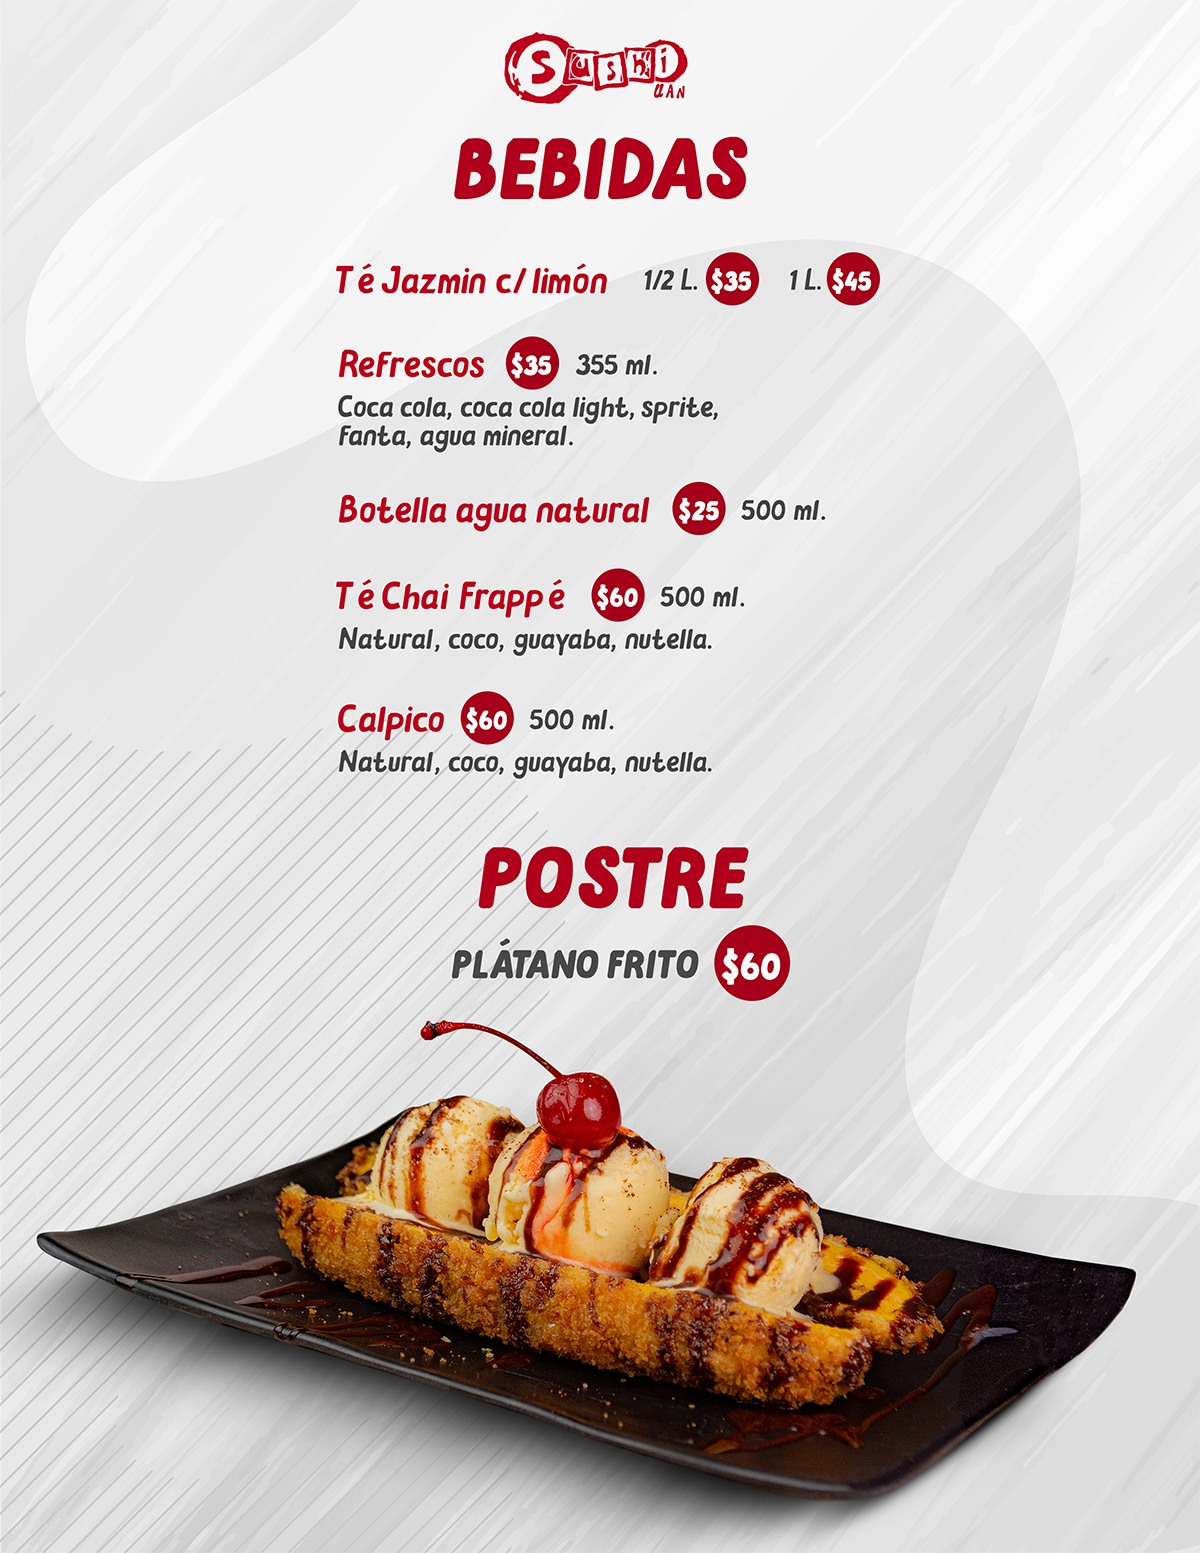 Sushi
UAN
BEBIDAS
Té Jazmin c/ limón 1/2 L. $35 1 L. $45
Refrescos $35 355 ml.
Coca cola, coca cola light, sprite,
fanta, agua mineral.
Botella agua natural $25 500 ml.
Té Chai Frappé $60 500 ml.
Natural, coco, guayaba, nutella.
Calpico $60 500 ml.
Natural, coco, guayaba, nutella.
POSTRE
PLÁTANO FRITO $60